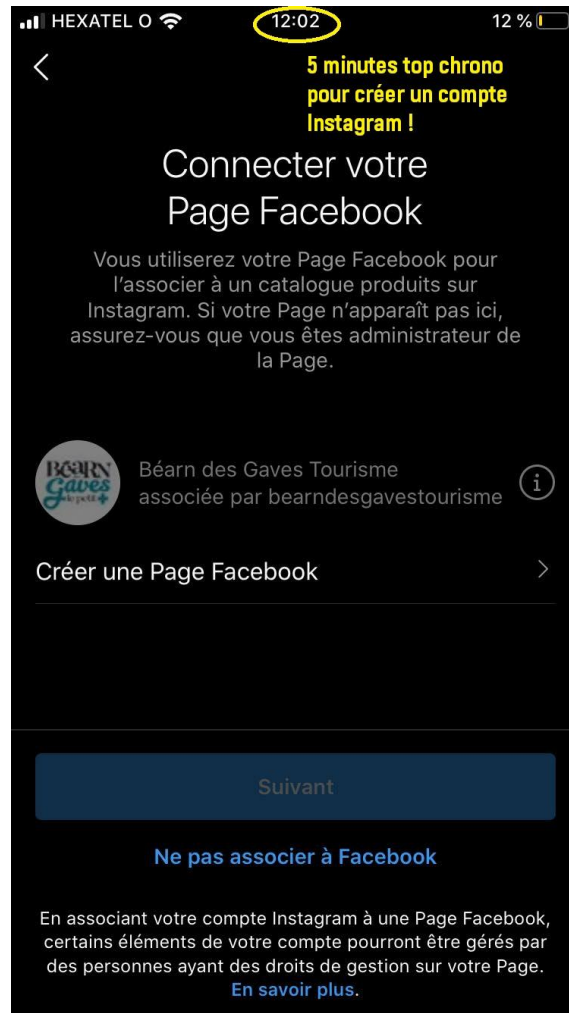 HEXATEL O 12:02 12 %
5 minutes top chrono
pour créer un compte
Instagram !
Connecter votre
Page Facebook
Vous utiliserez votre Page Facebook pour
l'associer à un catalogue produits sur
Instagram. Si votre Page n'apparaît pas ici,
assurez-vous que vous êtes administrateur de
la Page.
BÉARN
Gaves
Béarn des Gaves Tourisme
associée par bearndesgavestourisme
Créer une Page Facebook
Suivant
Ne pas associer à Facebook
En associant votre compte Instagram à une Page Facebook,
certains éléments de votre compte pourront être gérés par
des personnes ayant des droits de gestion sur votre Page.
En savoir plus.